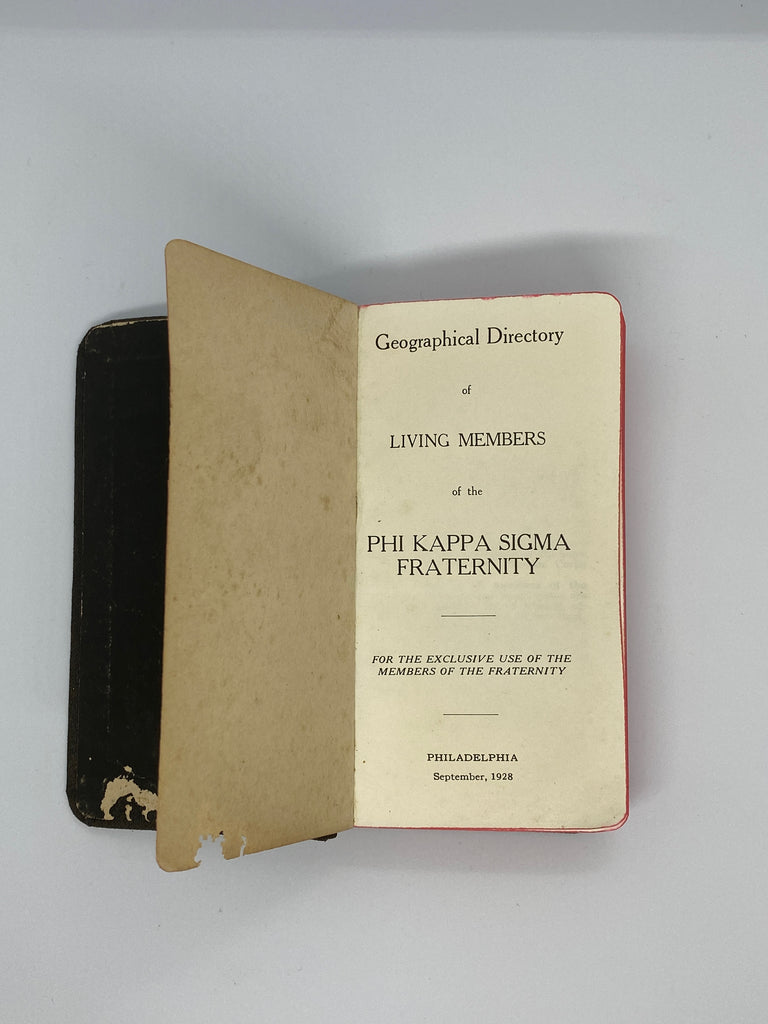 Geographical Directory
of
LIVING MEMBERS
of the
PHI KAPPA SIGMA
FRATERNITY
FOR THE EXCLUSIVE USE OF THE
MEMBERS OF THE FRATERNITY
PHILADELPHIA
September, 1928